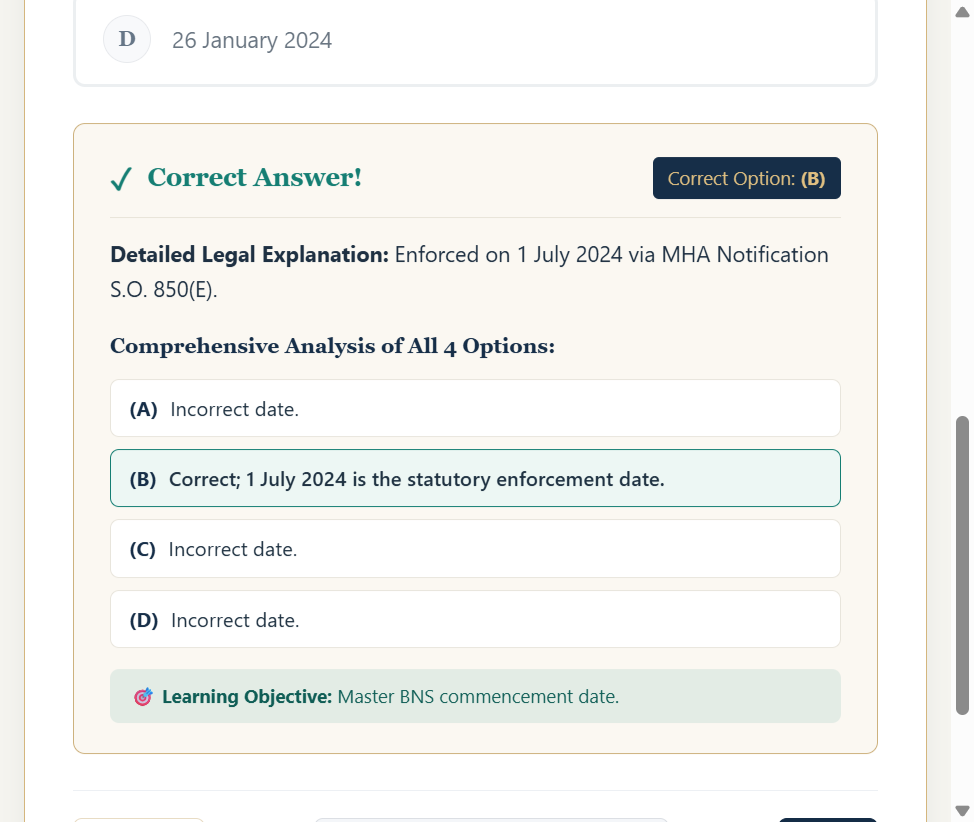 D 26 January 2024
✓ Correct Answer! Correct Option: (B)
Detailed Legal Explanation: Enforced on 1 July 2024 via MHA Notification
S.O. 850(E).
Comprehensive Analysis of All 4 Options:
(A) Incorrect date.
(B) Correct; 1 July 2024 is the statutory enforcement date.
(C) Incorrect date.
(D) Incorrect date.
🎯 Learning Objective: Master BNS commencement date.